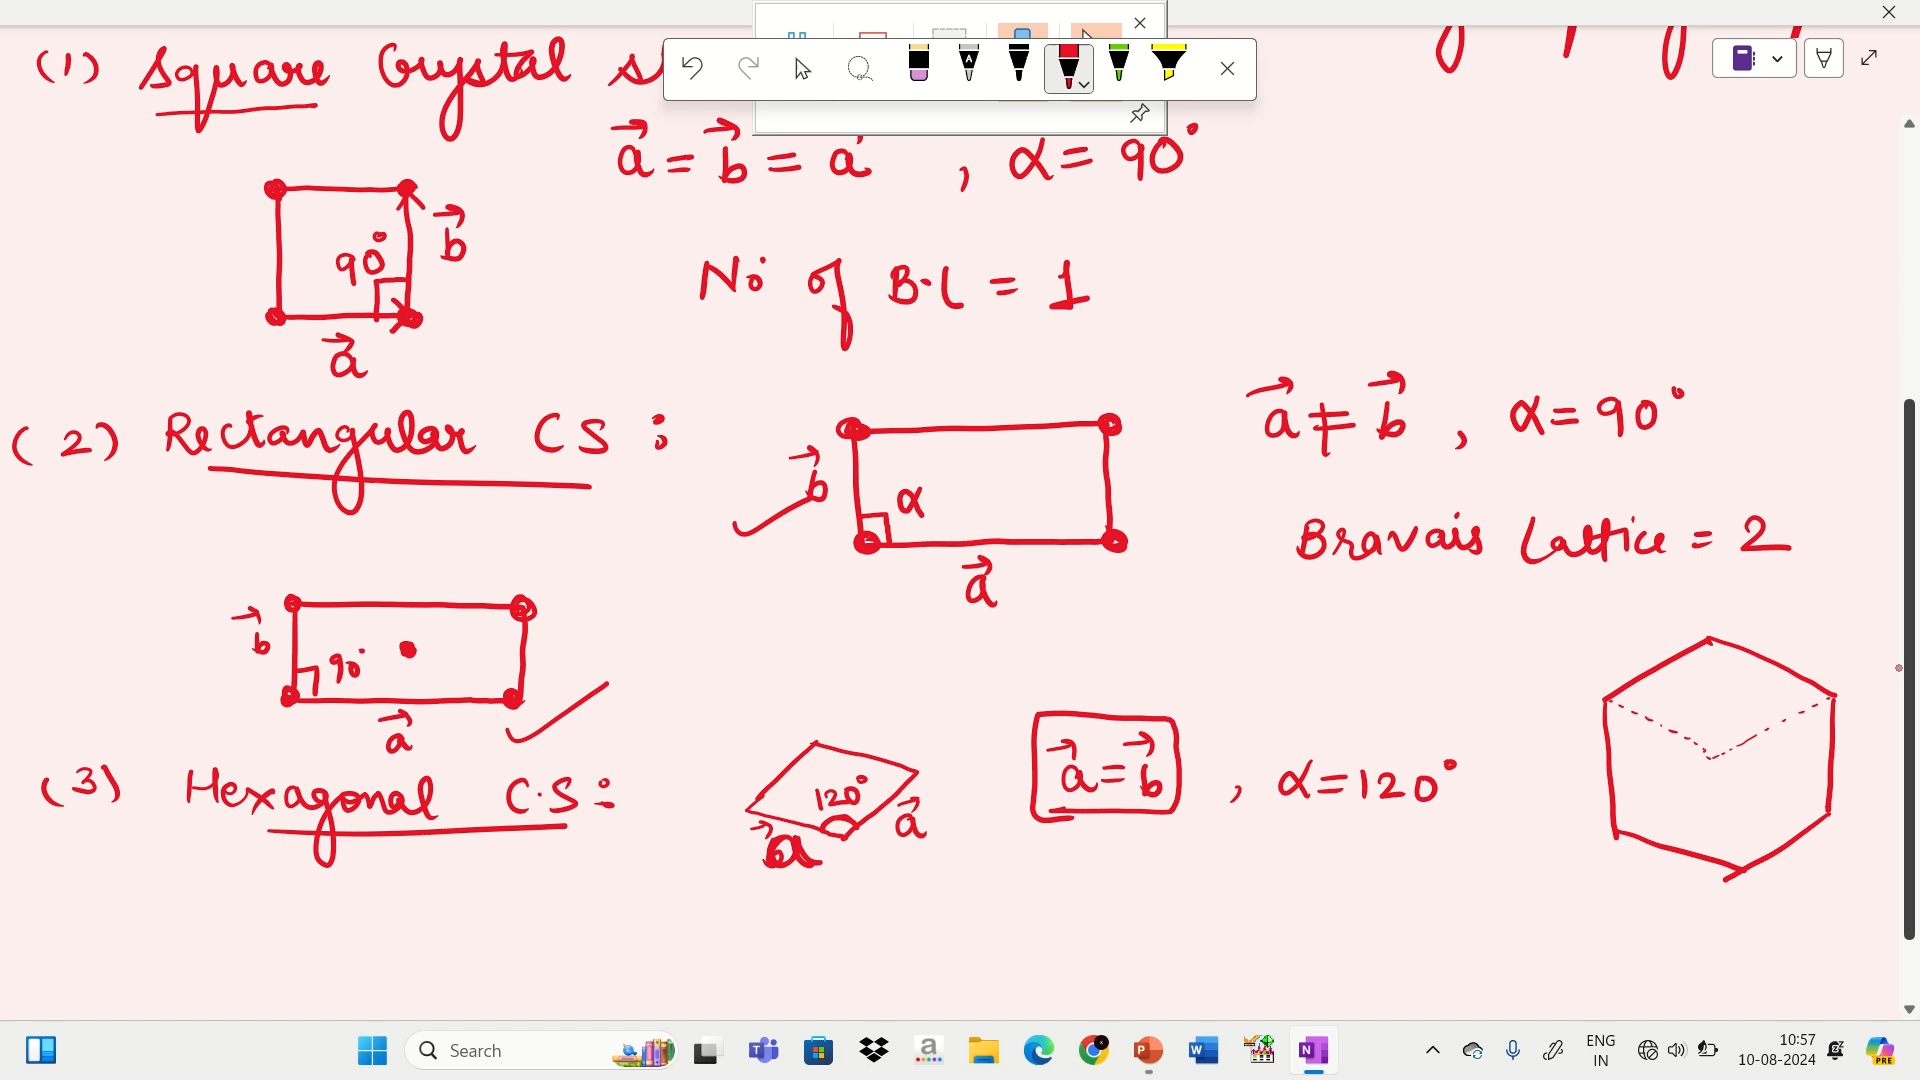 (1) Square Crystal
a⃗ = b⃗ = a , α = 90°
b⃗
90°
a⃗
No of B.L = 1
(2) Rectangular CS :
b⃗
α
a⃗
a⃗ ≠ b⃗ , α = 90°
Bravais Lattice = 2
b⃗
90°
a⃗
(3) Hexagonal C.S :
120°
a⃗
a⃗
a⃗ = b⃗ , α = 120°
Search
ENG
IN
10:57
10-08-2024